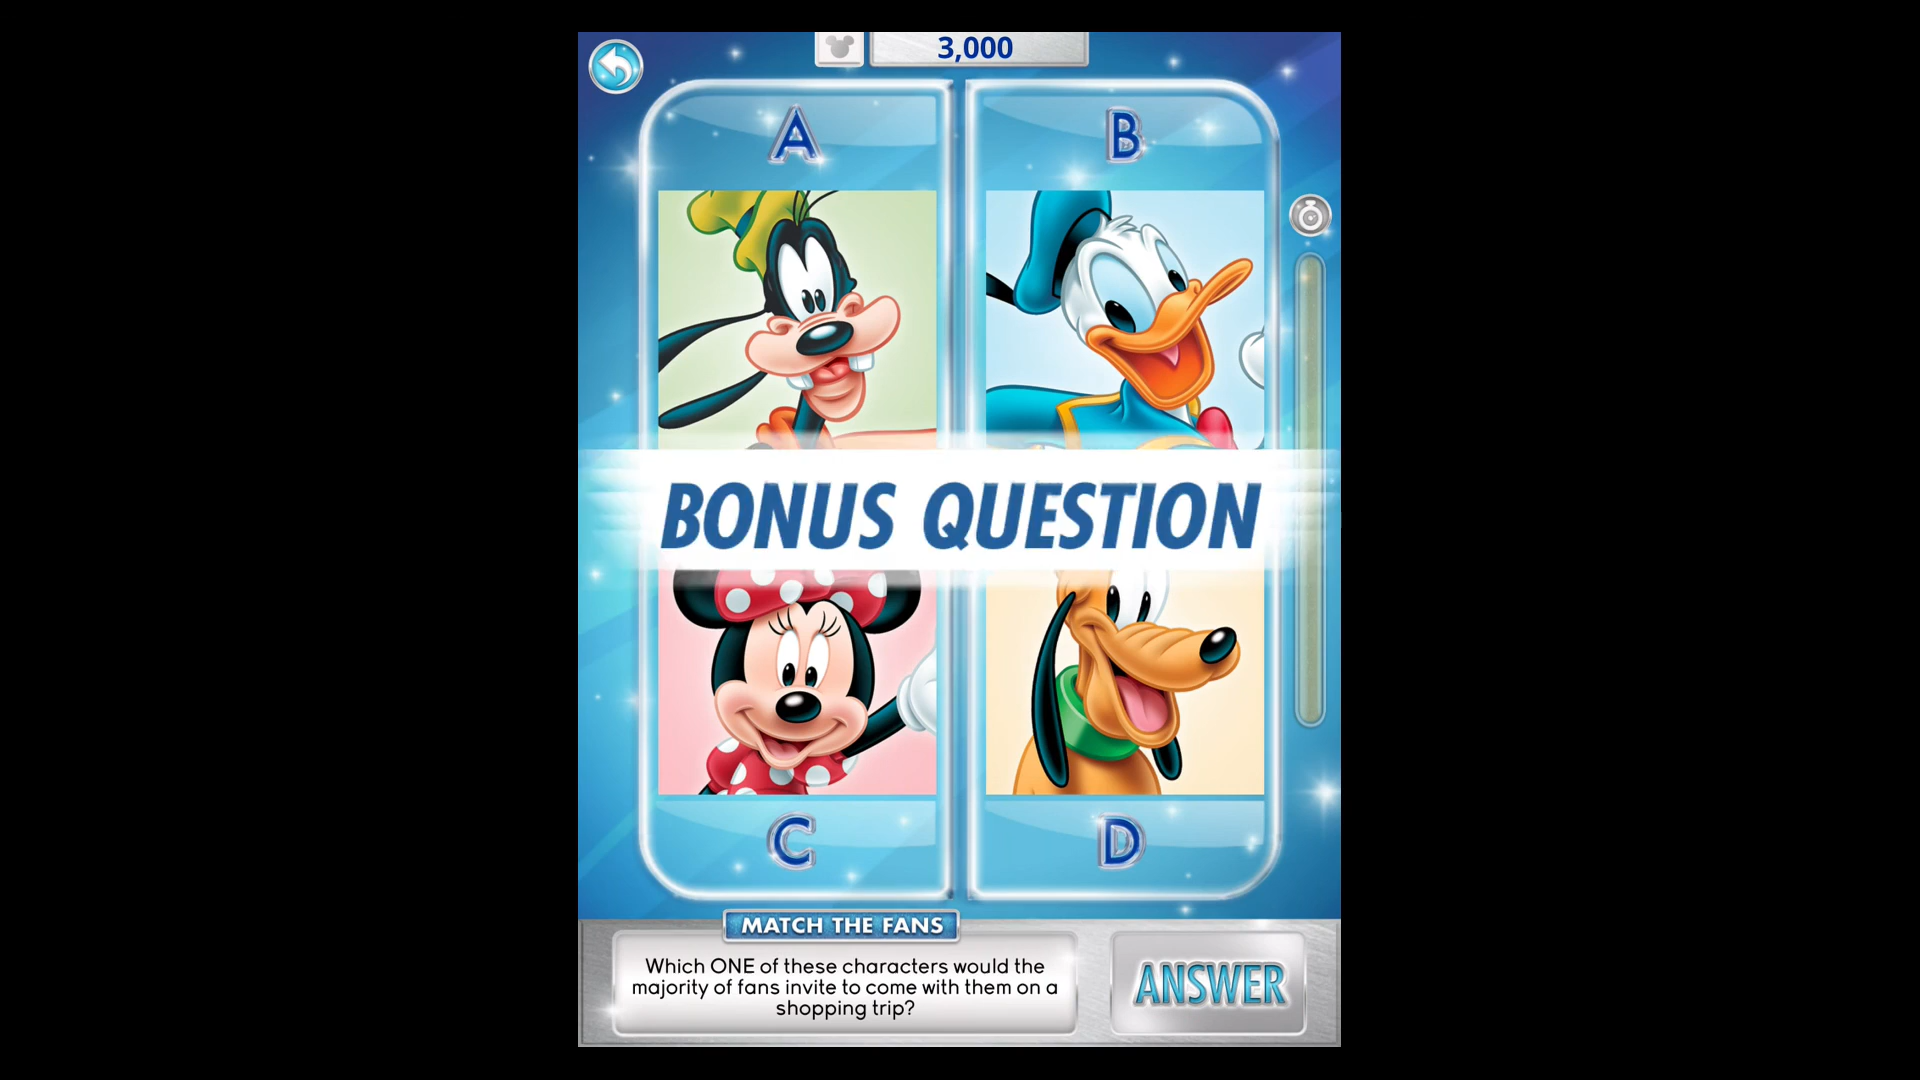 3,000
A
B
BONUS QUESTION
C
D
MATCH THE FANS
Which ONE of these characters would the
majority of fans invite to come with them on a
shopping trip?
ANSWER